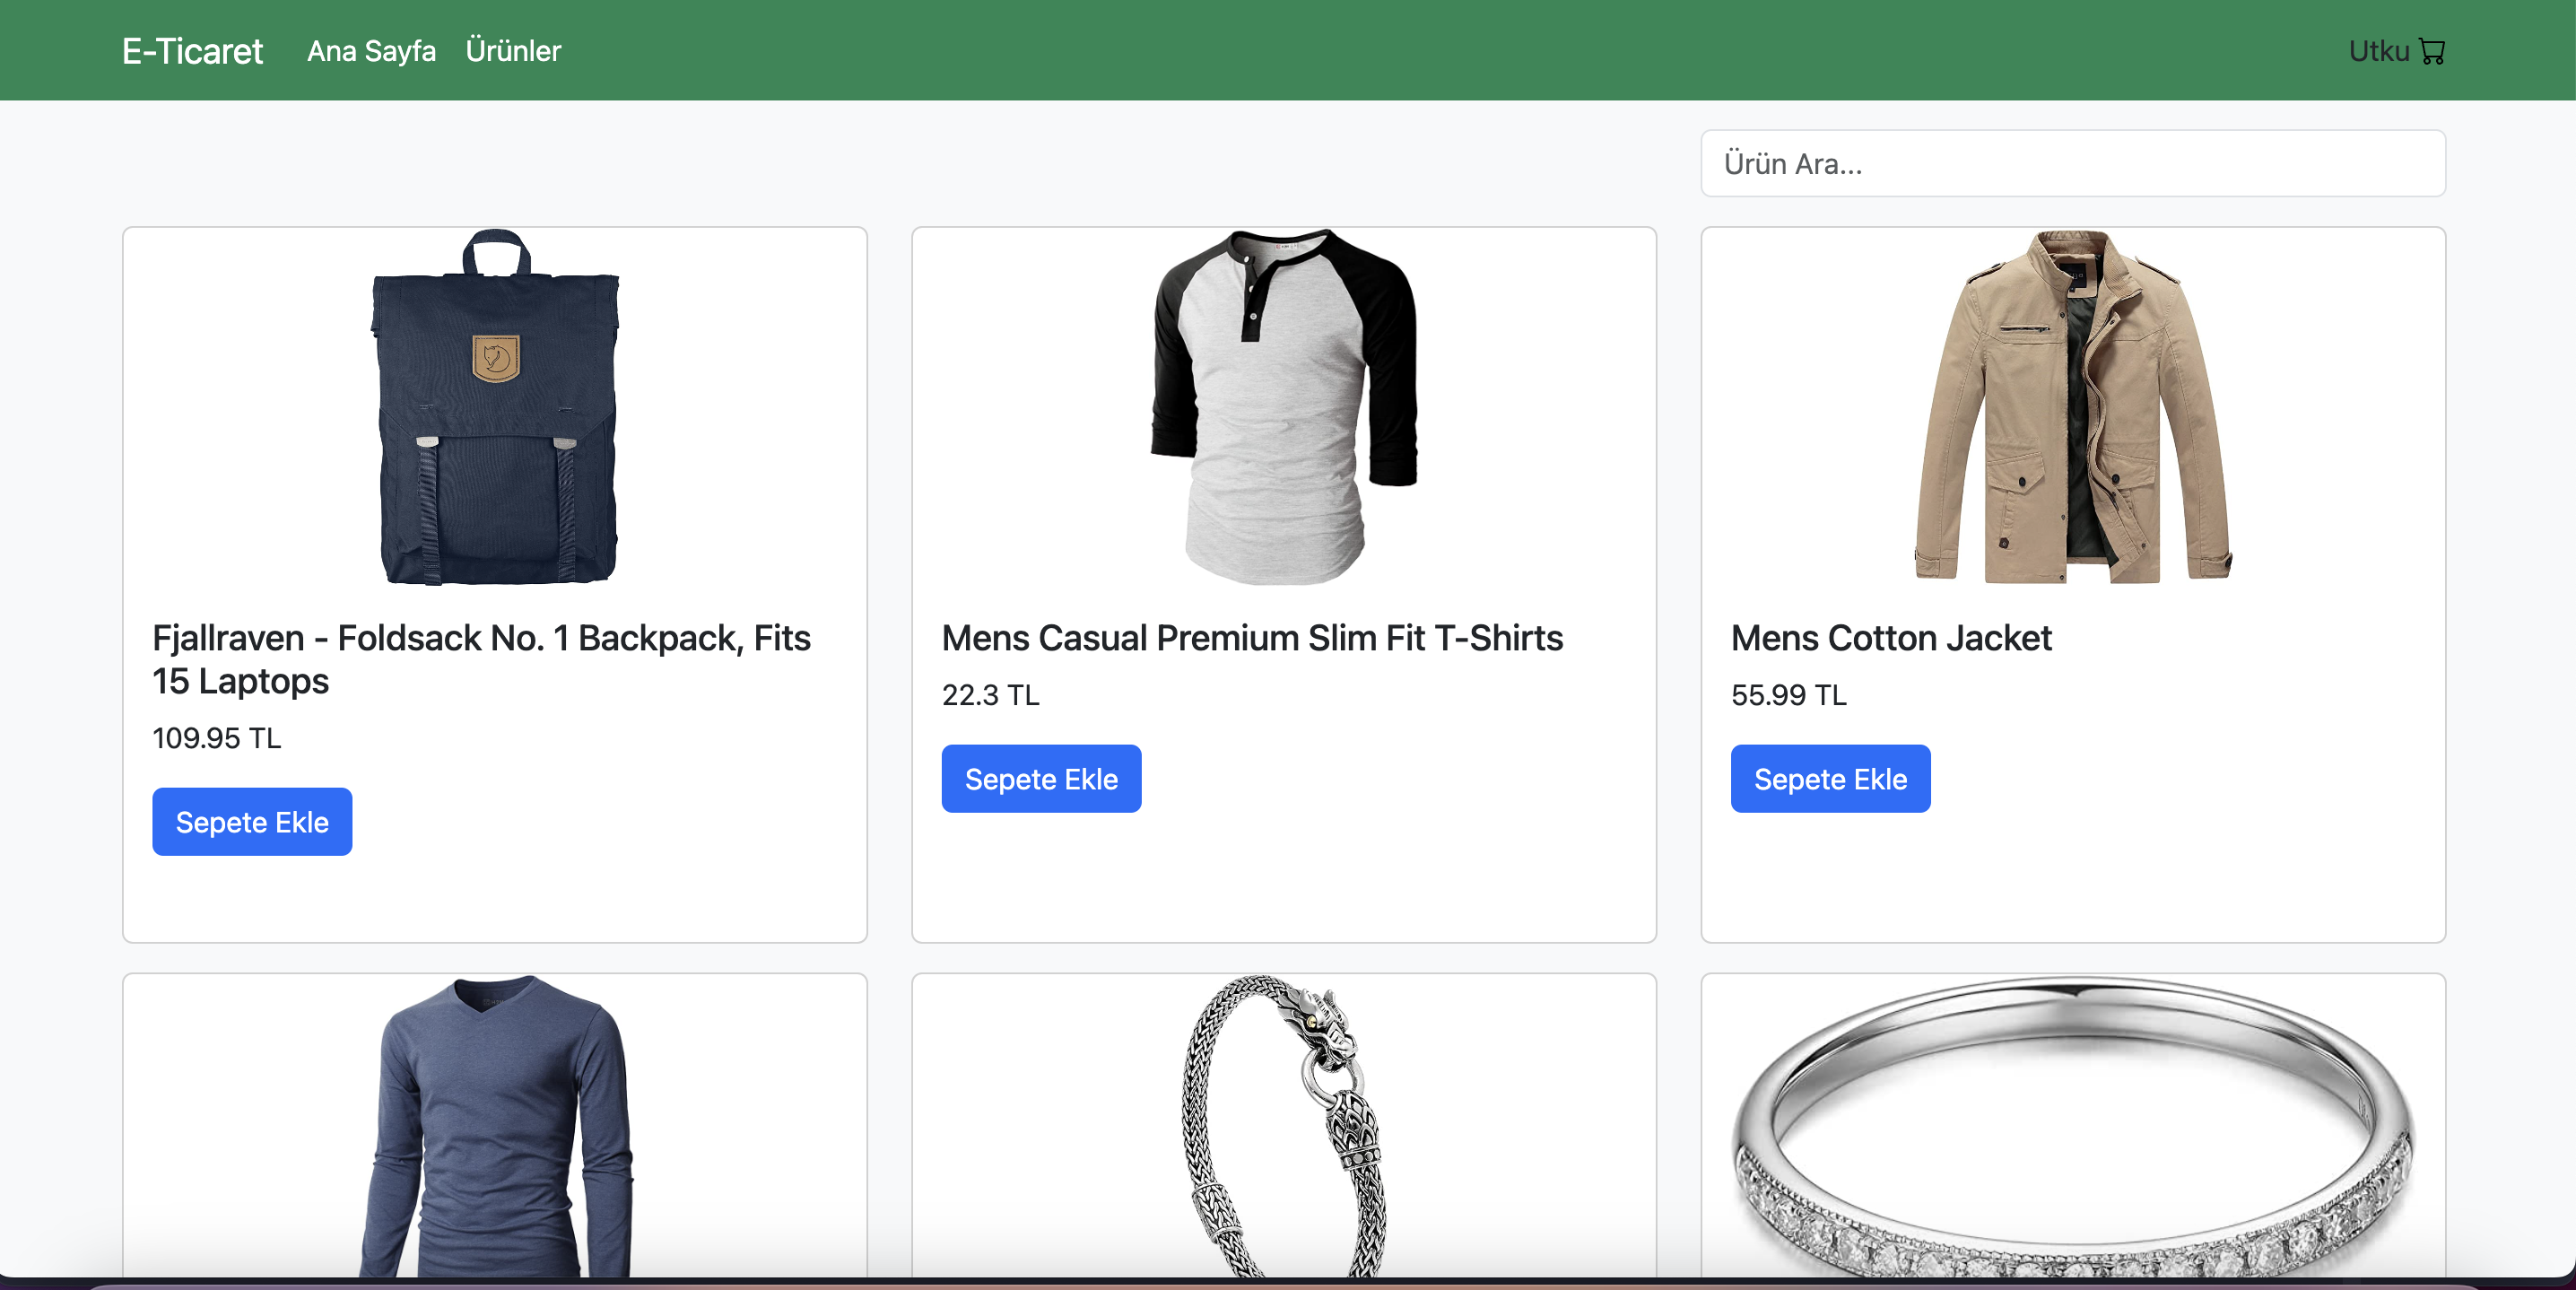 E-Ticaret Ana Sayfa Ürünler Utku
Ürün Ara...
Fjallraven - Foldsack No. 1 Backpack, Fits
15 Laptops
109.95 TL
Sepete Ekle
Mens Casual Premium Slim Fit T-Shirts
22.3 TL
Sepete Ekle
Mens Cotton Jacket
55.99 TL
Sepete Ekle